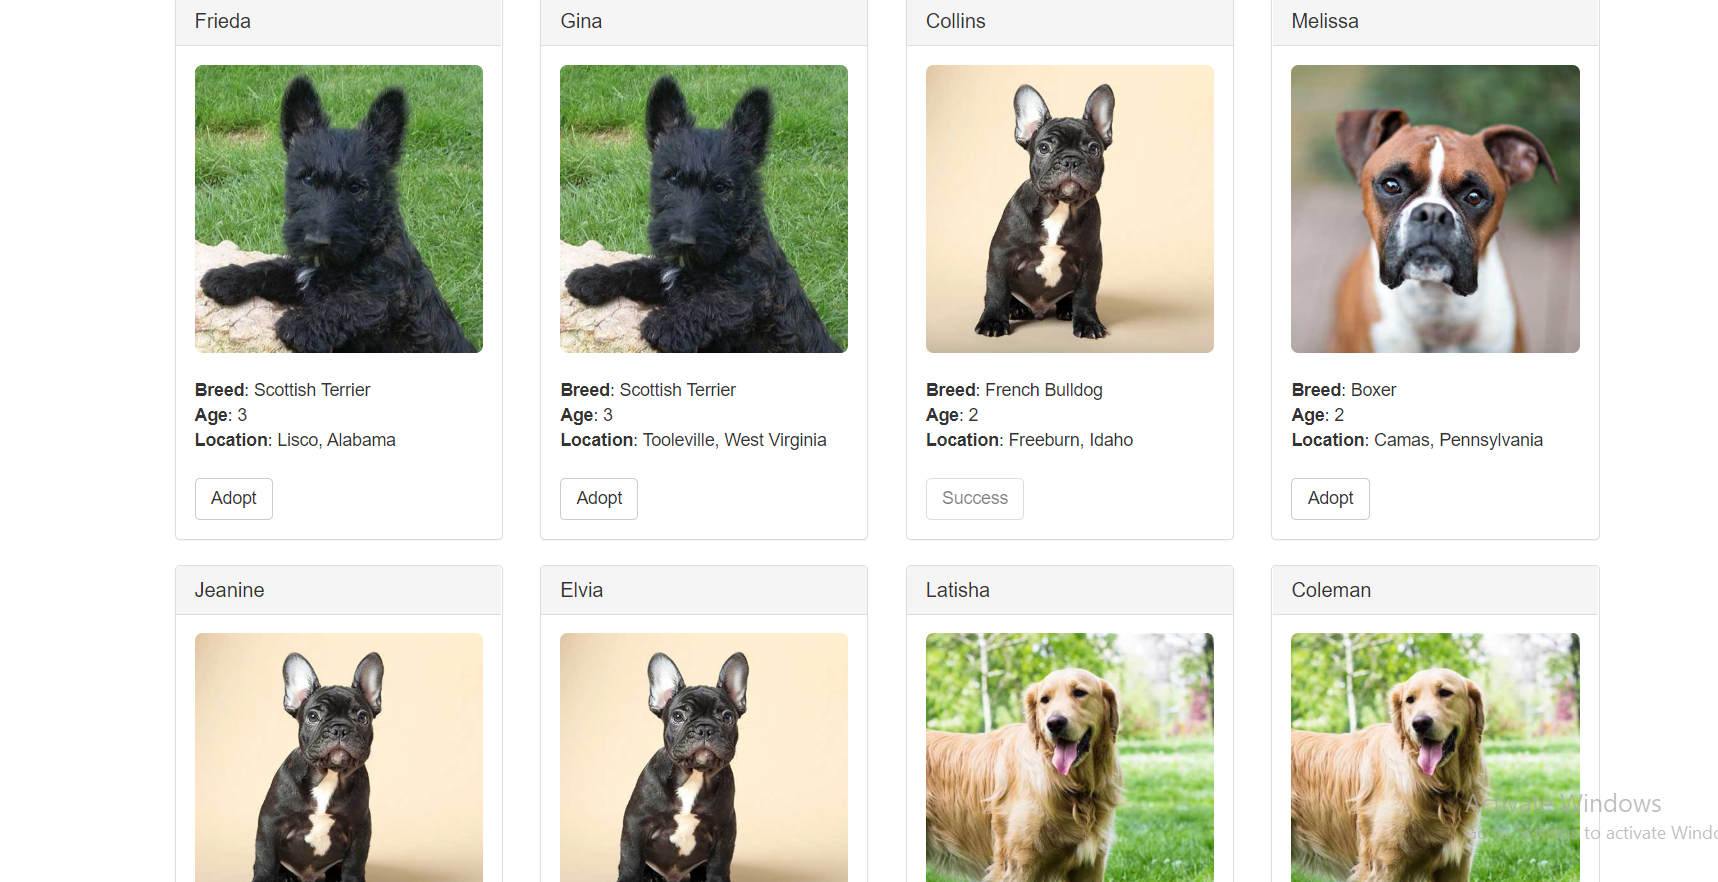 Frieda
Gina
Collins
Melissa
Breed: Scottish Terrier
Age: 3
Location: Lisco, Alabama
Adopt
Breed: Scottish Terrier
Age: 3
Location: Tooleville, West Virginia
Adopt
Breed: French Bulldog
Age: 2
Location: Freeburn, Idaho
Success
Breed: Boxer
Age: 2
Location: Camas, Pennsylvania
Adopt
Jeanine
Elvia
Latisha
Coleman
Activate Windows
to activate Windo